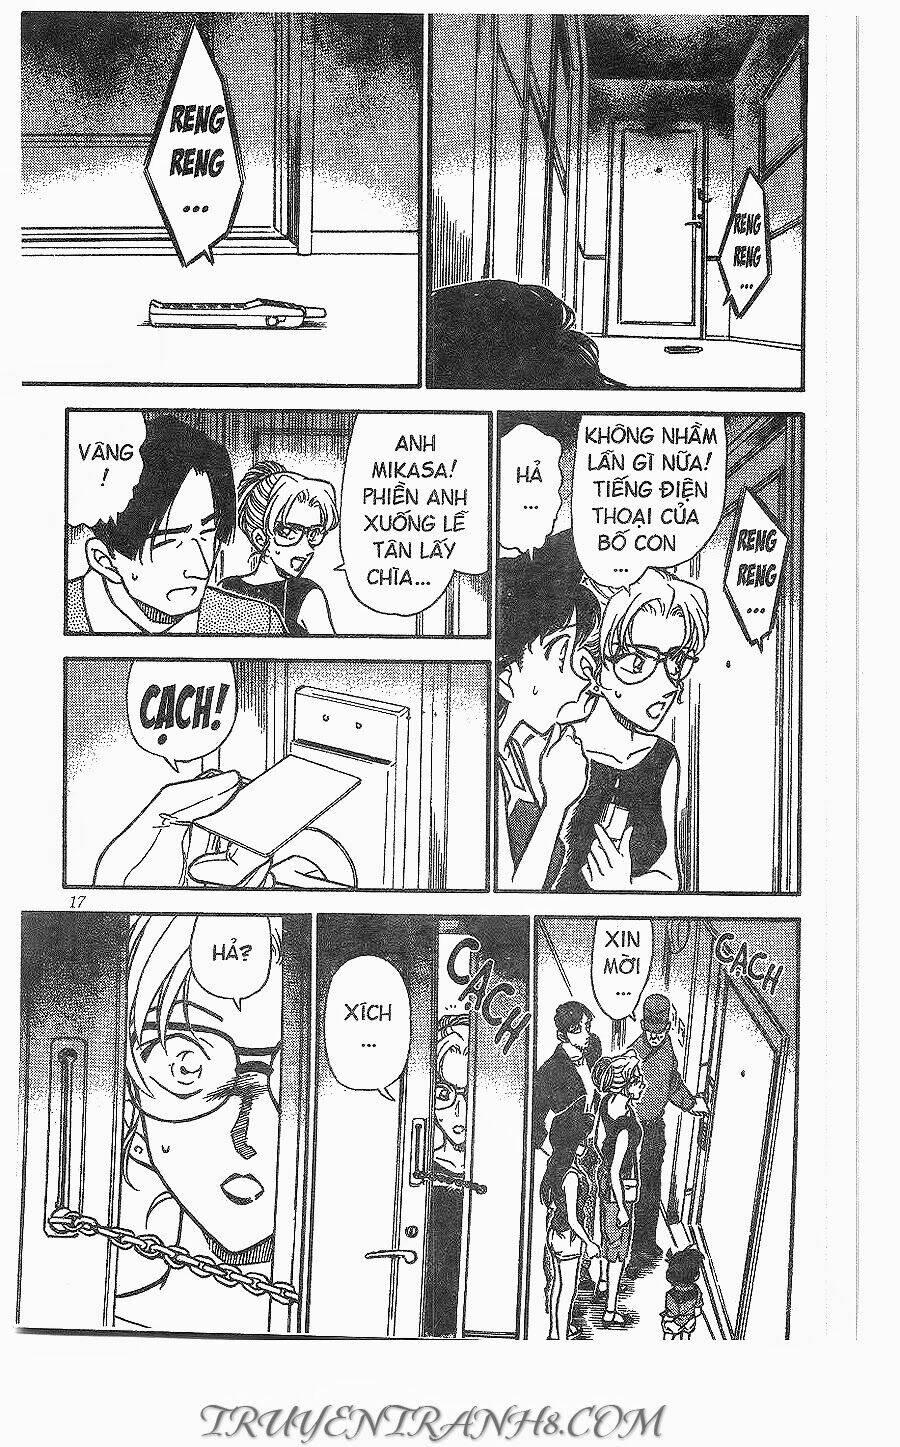 RENG
RENG
...
RENG
RENG
...
KHÔNG NHẦM
LẪN GÌ NỮA!
TIẾNG ĐIỆN
THOẠI CỦA
BỐ CON
...
HẢ
...
RENG
RENG
...
ANH
MIKASA!
PHIỀN ANH
XUỐNG LỄ
TÂN LẤY
CHÌA...
VÂNG
!
CẠCH!
17
XIN
MỜI
...
CẠCH
CẠCH
XÍCH
...
HẢ?
TRUYENTRANH8.COM